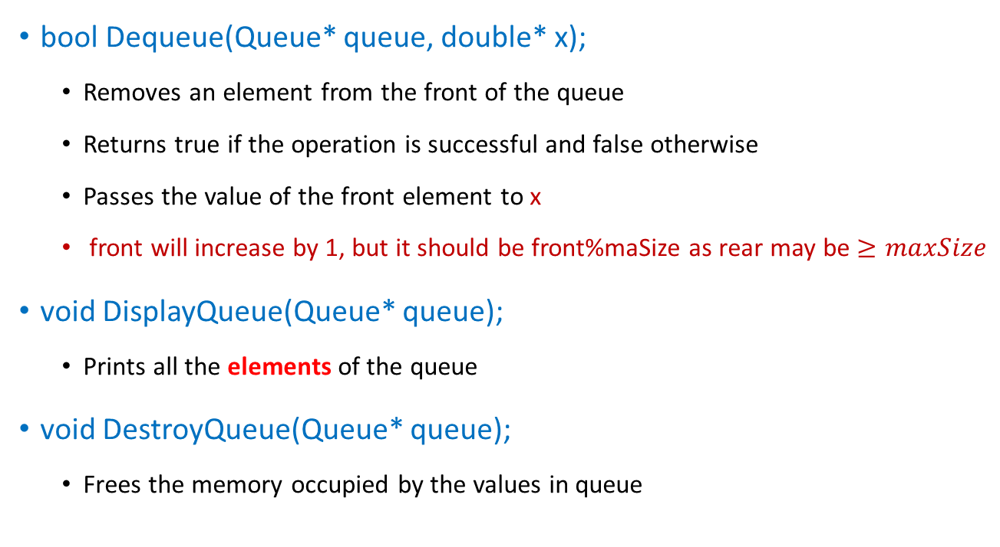 • bool Dequeue(Queue* queue, double* x);
• Removes an element from the front of the queue
• Returns true if the operation is successful and false otherwise
• Passes the value of the front element to x
• front will increase by 1, but it should be front%maSize as rear may be ≥ maxSize
• void DisplayQueue(Queue* queue);
• Prints all the elements of the queue
• void DestroyQueue(Queue* queue);
• Frees the memory occupied by the values in queue